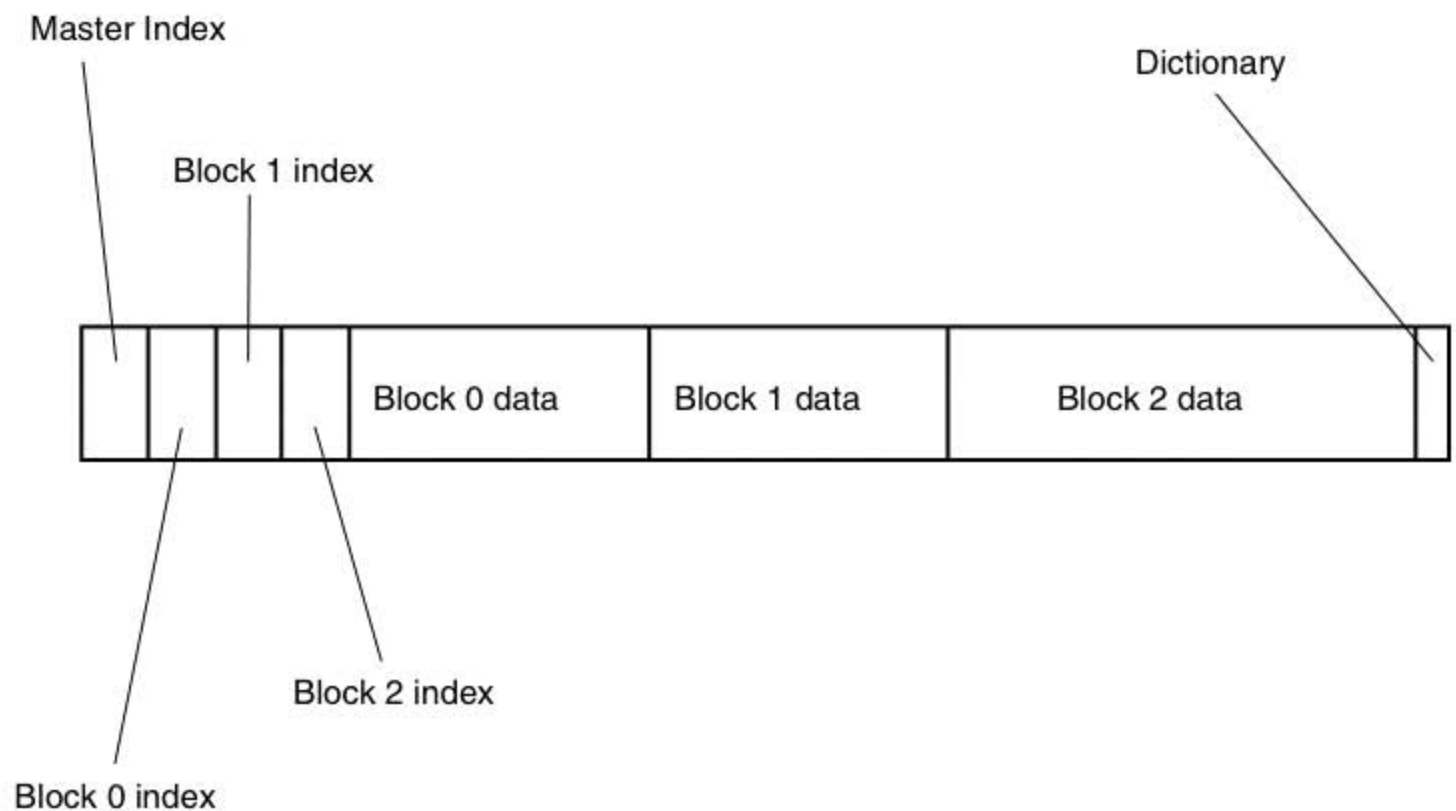 Master Index
Dictionary
Block 1 index
Block 0 data
Block 1 data
Block 2 data
Block 2 index
Block 0 index